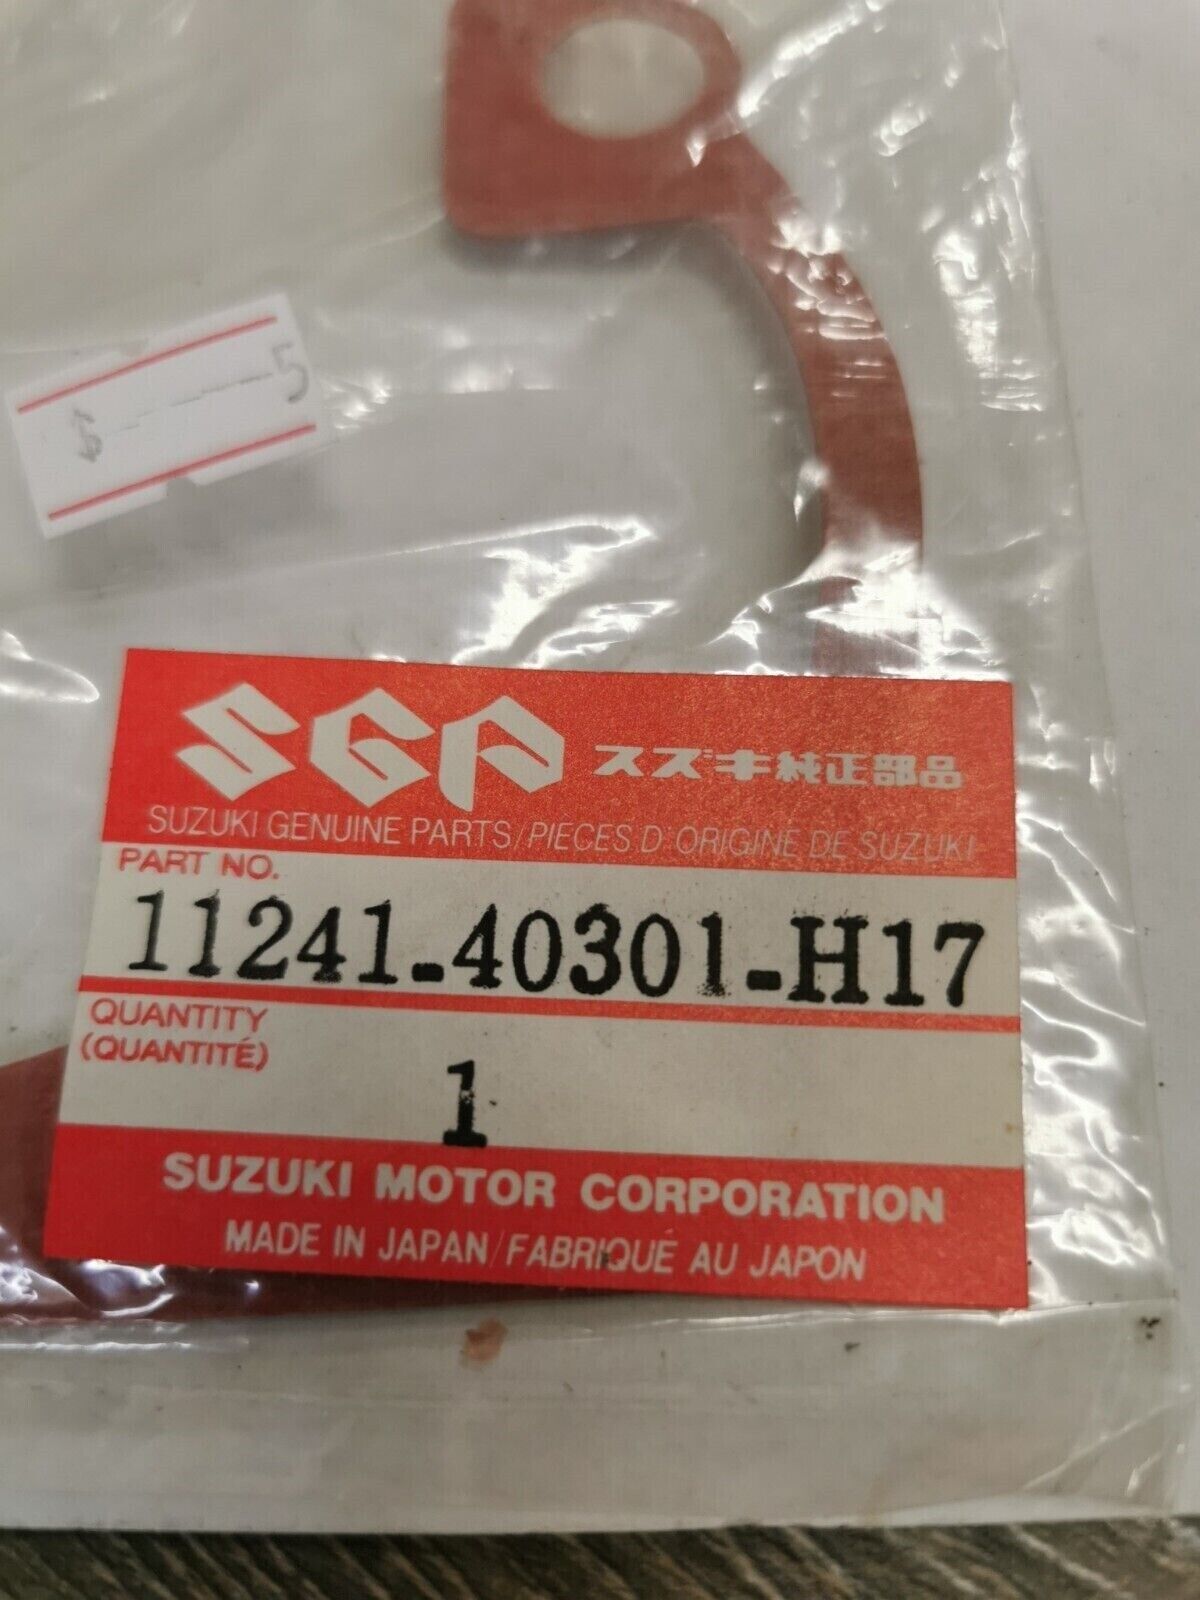 $ - - - - 5
SGP スズキ純正部品
SUZUKI GENUINE PARTS/PIECES D'ORIGINE DE SUZUKI
PART NO.
11241-40301-H17
QUANTITY
(QUANTITÉ)
1
SUZUKI MOTOR CORPORATION
MADE IN JAPAN/FABRIQUÉ AU JAPON